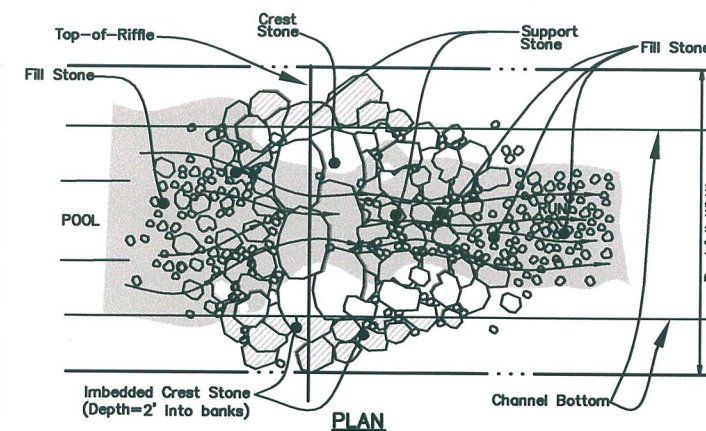 Crest
Stone
Top-of-Riffle
Support
Stone
Fill Stone
Fill Stone
POOL
RUN
Imbedded Crest Stone
(Depth=2' into banks)
Channel Bottom
PLAN